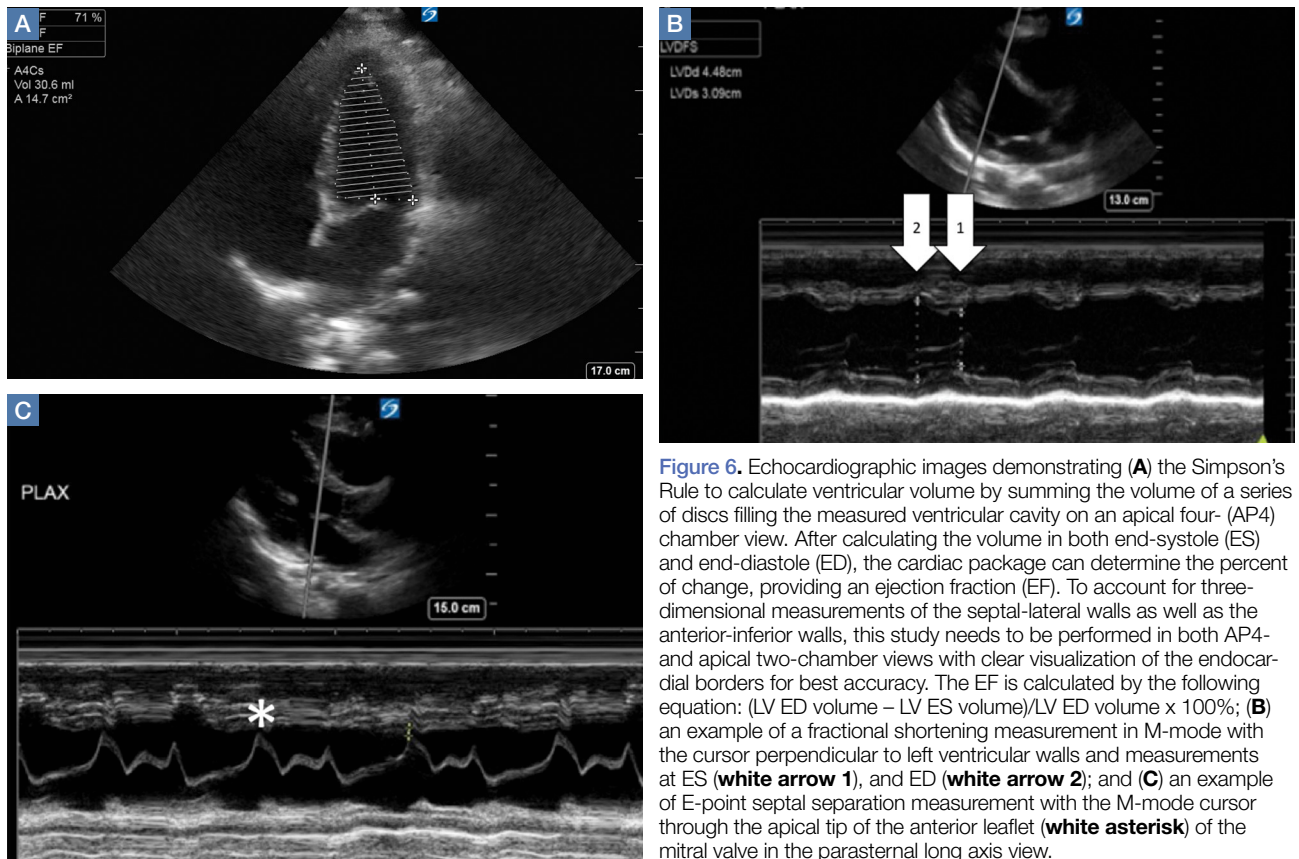 A
F 71 %
F
Biplane EF
A4Cs
Vol 30.6 ml
A 14.7 cm²
17.0 cm
B
LVDFS
LVDd 4.48cm
LVDs 3.09cm
13.0 cm
2 1
C
PLAX
15.0 cm
*
Figure 6. Echocardiographic images demonstrating (A) the Simpson's
Rule to calculate ventricular volume by summing the volume of a series
of discs filling the measured ventricular cavity on an apical four- (AP4)
chamber view. After calculating the volume in both end-systole (ES)
and end-diastole (ED), the cardiac package can determine the percent
of change, providing an ejection fraction (EF). To account for three-
dimensional measurements of the septal-lateral walls as well as the
anterior-inferior walls, this study needs to be performed in both AP4-
and apical two-chamber views with clear visualization of the endocar-
dial borders for best accuracy. The EF is calculated by the following
equation: (LV ED volume – LV ES volume)/LV ED volume x 100%; (B)
an example of a fractional shortening measurement in M-mode with
the cursor perpendicular to left ventricular walls and measurements
at ES (white arrow 1), and ED (white arrow 2); and (C) an example
of E-point septal separation measurement with the M-mode cursor
through the apical tip of the anterior leaflet (white asterisk) of the
mitral valve in the parasternal long axis view.